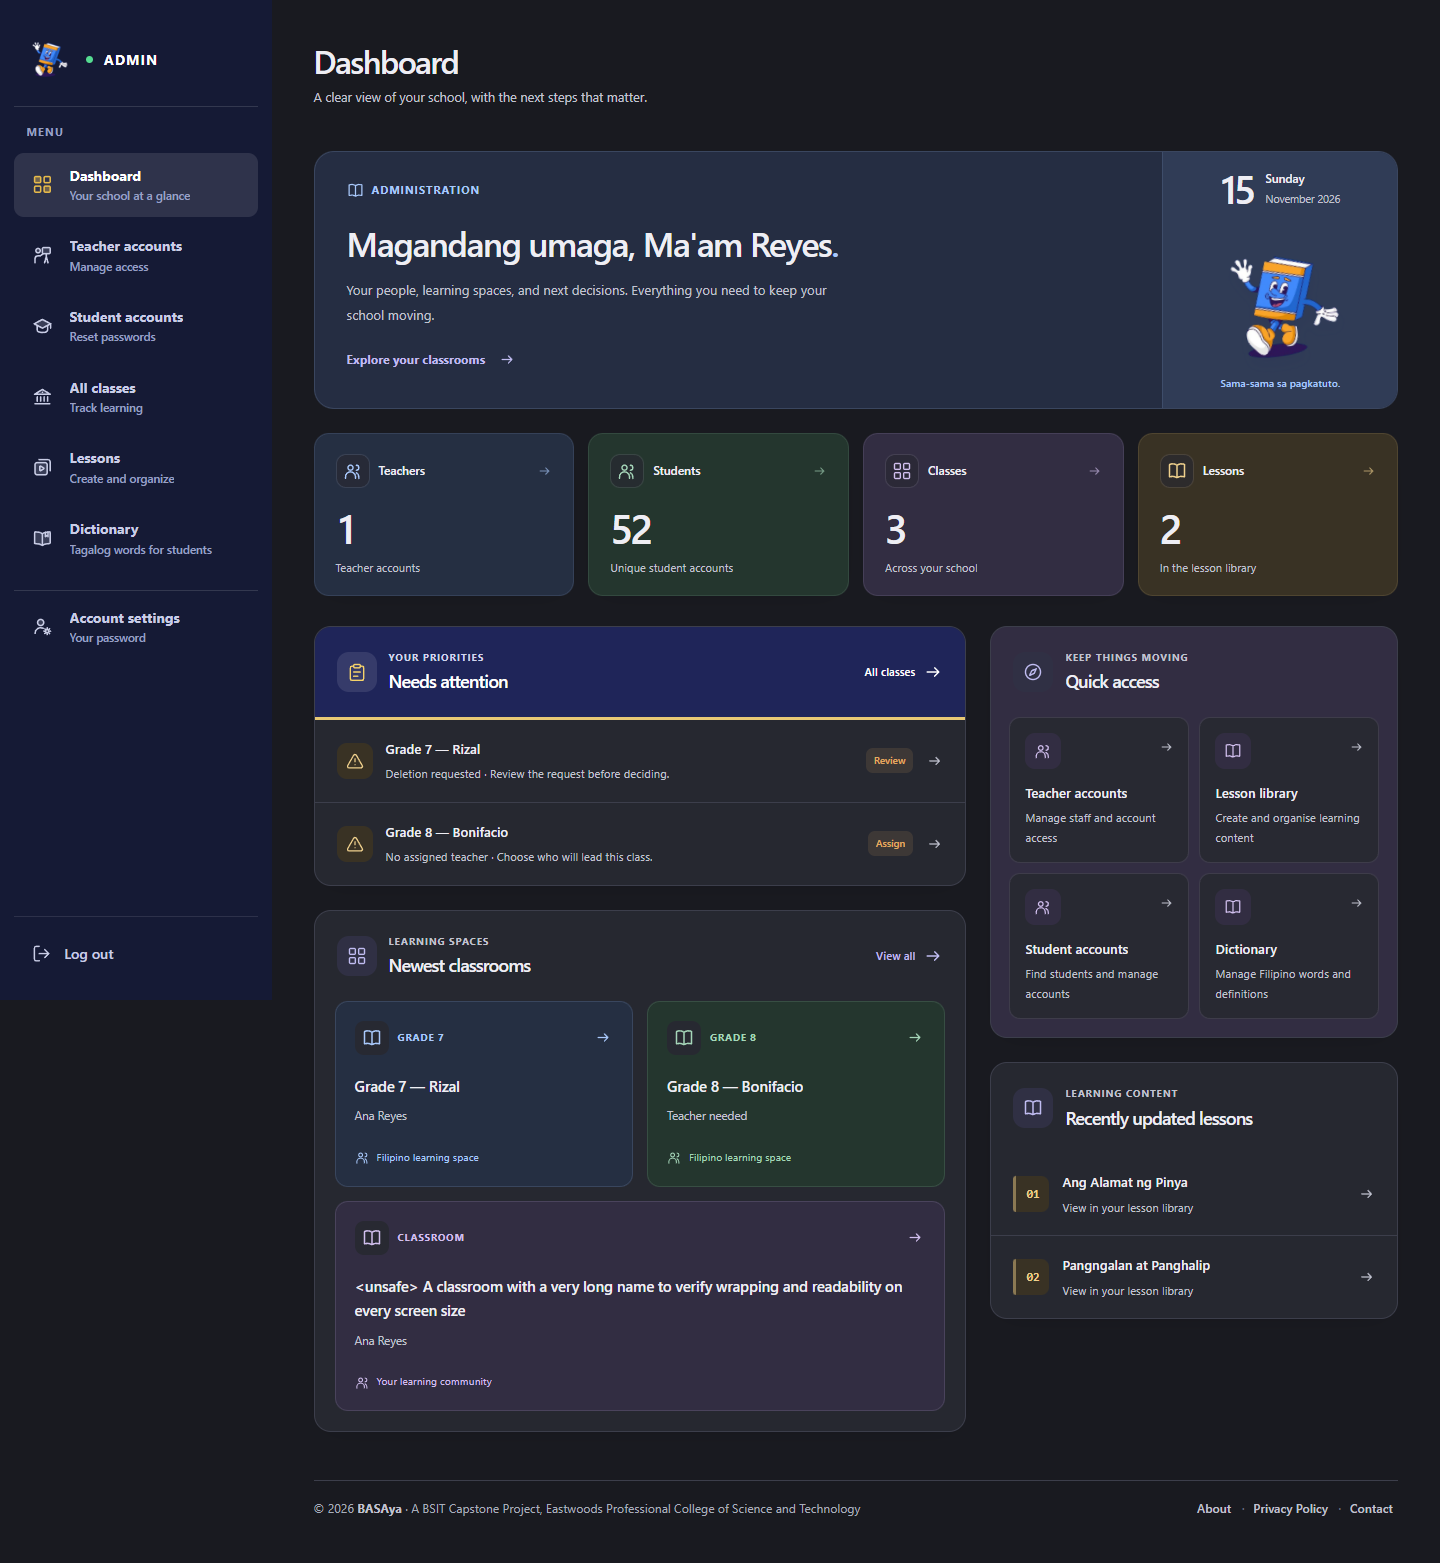 ADMIN
MENU
Dashboard
Your school at a glance
Teacher accounts
Manage access
Student accounts
Reset passwords
All classes
Track learning
Lessons
Create and organize
Dictionary
Tagalog words for students
Account settings
Your password
Log out
Dashboard
A clear view of your school, with the next steps that matter.
ADMINISTRATION
Magandang umaga, Ma'am Reyes.
Your people, learning spaces, and next decisions. Everything you need to keep your
school moving.
Explore your classrooms
15
Sunday
November 2026
Sama-sama sa pagkatuto.
Teachers
1
Teacher accounts
Students
52
Unique student accounts
Classes
3
Across your school
Lessons
2
In the lesson library
YOUR PRIORITIES
Needs attention
All classes
Grade 7 — Rizal
Deletion requested · Review the request before deciding.
Review
Grade 8 — Bonifacio
No assigned teacher · Choose who will lead this class.
Assign
LEARNING SPACES
Newest classrooms
View all
GRADE 7
Grade 7 — Rizal
Ana Reyes
Filipino learning space
GRADE 8
Grade 8 — Bonifacio
Teacher needed
Filipino learning space
CLASSROOM
<unsafe> A classroom with a very long name to verify wrapping and readability on
every screen size
Ana Reyes
Your learning community
KEEP THINGS MOVING
Quick access
Teacher accounts
Manage staff and account
access
Lesson library
Create and organise learning
content
Student accounts
Find students and manage
accounts
Dictionary
Manage Filipino words and
definitions
LEARNING CONTENT
Recently updated lessons
01
Ang Alamat ng Pinya
View in your lesson library
02
Pangngalan at Panghalip
View in your lesson library
© 2026 BASAya · A BSIT Capstone Project, Eastwoods Professional College of Science and Technology
About · Privacy Policy · Contact